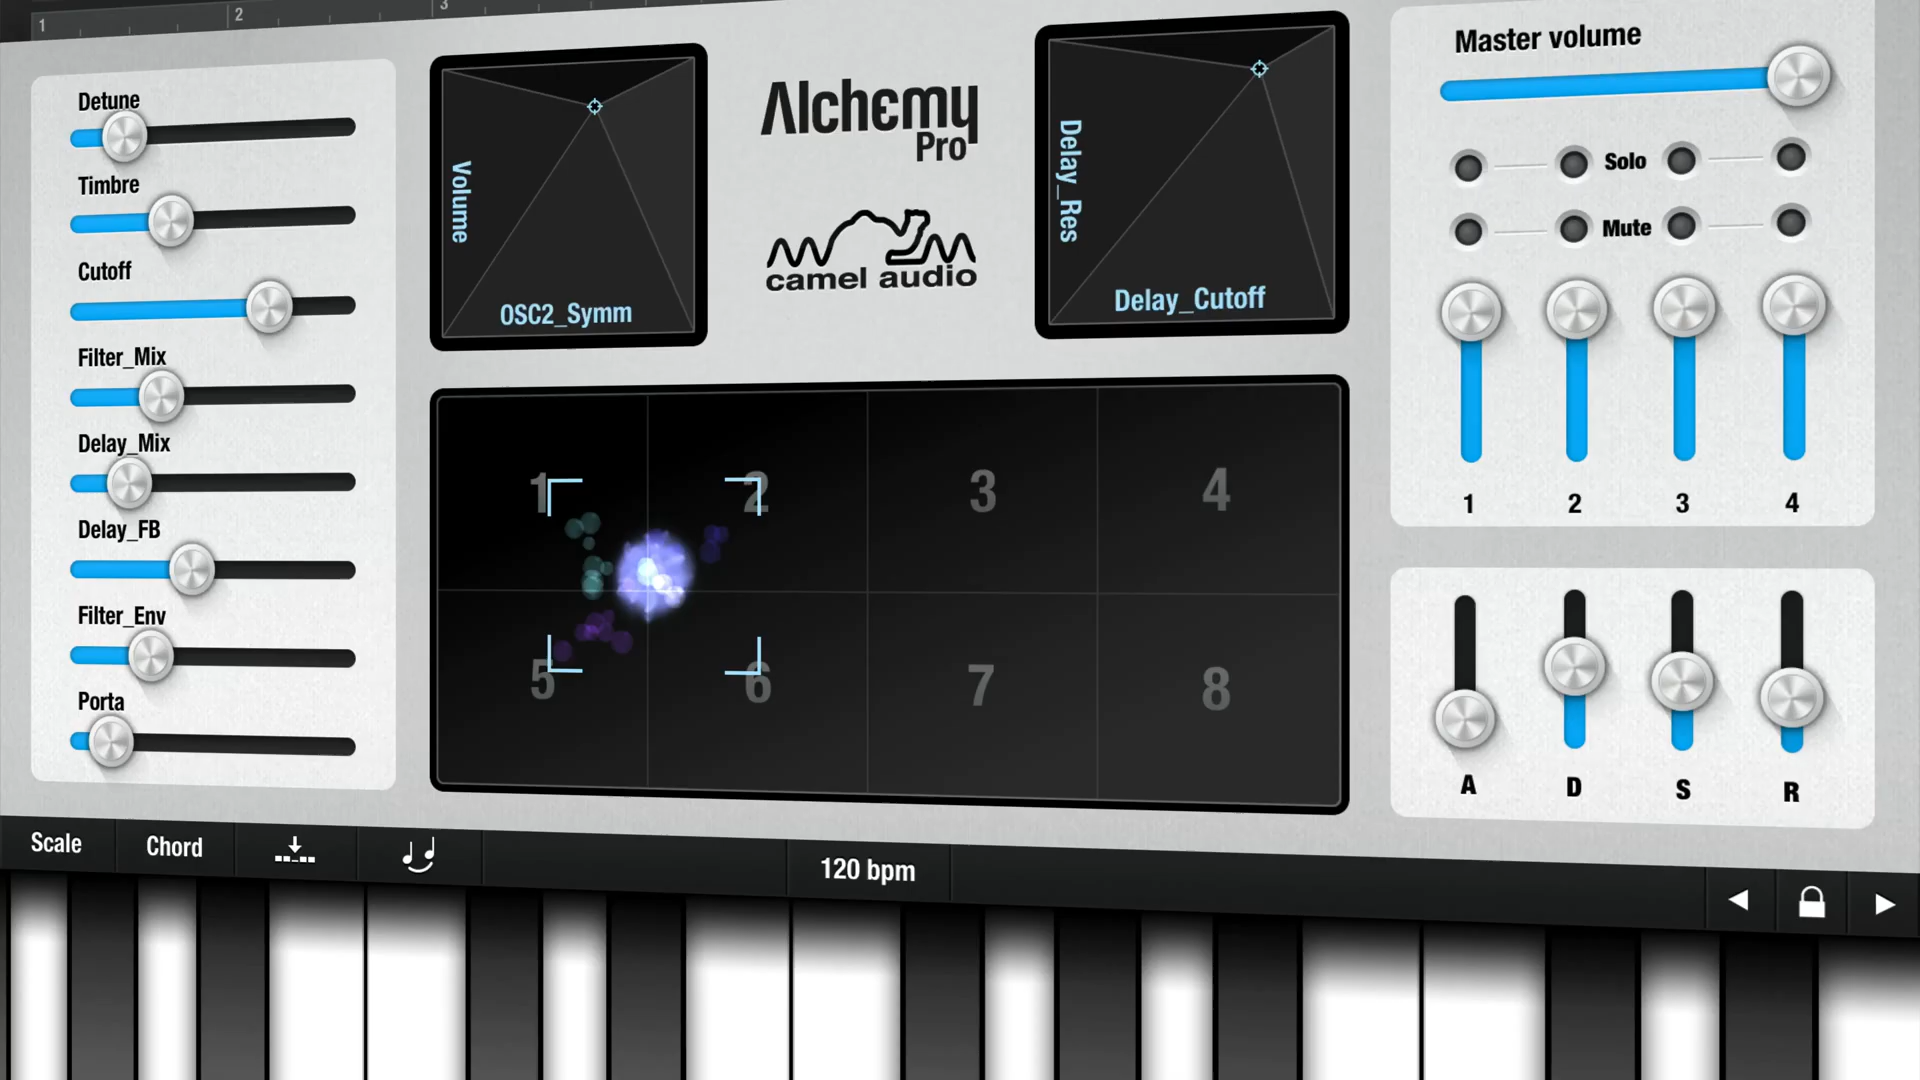 1
2
3
Detune
Timbre
Cutoff
Filter_Mix
Delay_Mix
Delay_FB
Filter_Env
Porta
Volume
OSC2_Symm
Alchemy
Pro
camel audio
Delay_Res
Delay_Cutoff
Master volume
Solo
Mute
1 2 3 4
1 2 3 4
5 6 7 8
A D S R
Scale
Chord
120 bpm